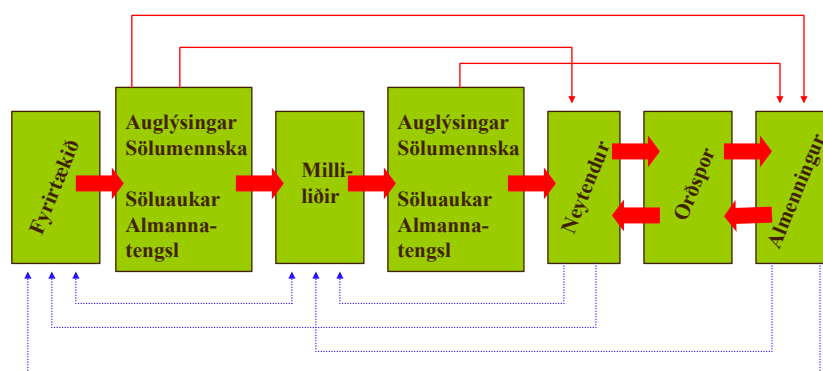 Fyrirtækið
Auglýsingar
Sölumennska
Söluaukar
Almanna-
tengsl
Milli-
liðir
Auglýsingar
Sölumennska
Söluaukar
Almanna-
tengsl
Neytendur
Orðspor
Almenningur